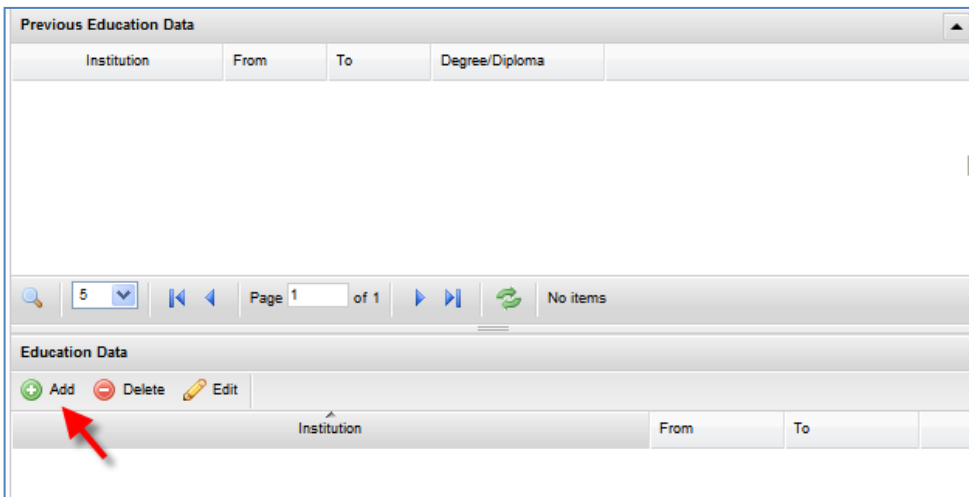 Previous Education Data
Institution From To Degree/Diploma
5 Page 1 of 1 No items
Education Data
Add Delete Edit
Institution From To